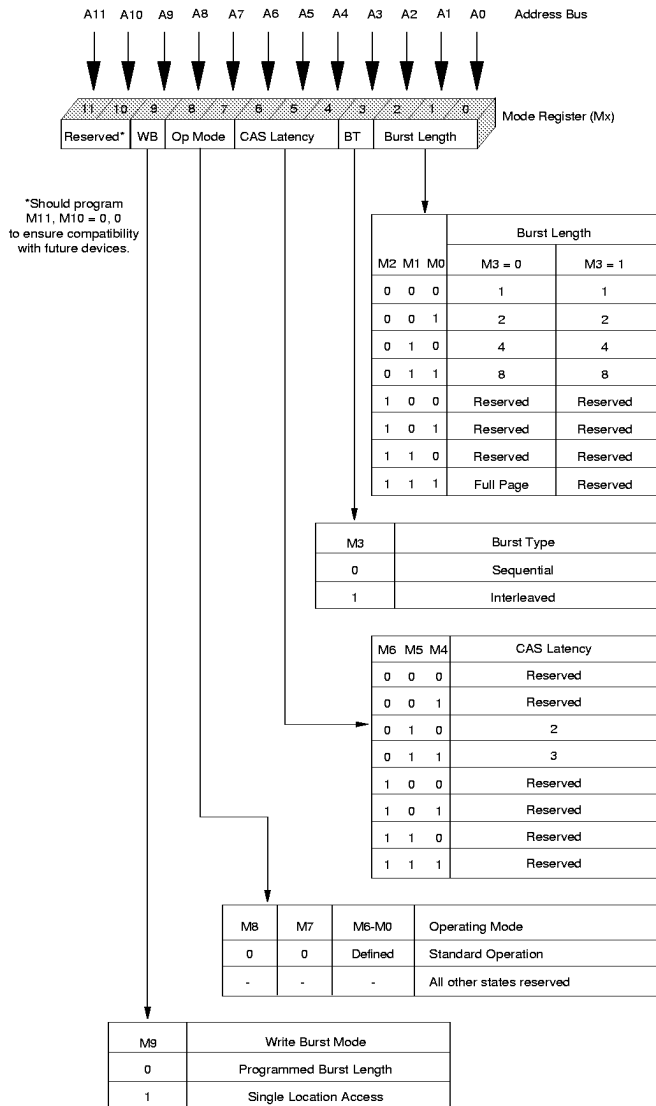 A11 A10 A9 A8 A7 A6 A5 A4 A3 A2 A1 A0 Address Bus
11 10 9 8 7 6 5 4 3 2 1 0
Mode Register (Mx)
Reserved* WB Op Mode CAS Latency BT Burst Length
*Should program
M11, M10 = 0, 0
to ensure compatibility
with future devices.
Burst Length
M2 M1 M0 M3 = 0 M3 = 1
0 0 0 1 1
0 0 1 2 2
0 1 0 4 4
0 1 1 8 8
1 0 0 Reserved Reserved
1 0 1 Reserved Reserved
1 1 0 Reserved Reserved
1 1 1 Full Page Reserved
M3 Burst Type
0 Sequential
1 Interleaved
M6 M5 M4 CAS Latency
0 0 0 Reserved
0 0 1 Reserved
0 1 0 2
0 1 1 3
1 0 0 Reserved
1 0 1 Reserved
1 1 0 Reserved
1 1 1 Reserved
M8 M7 M6-M0 Operating Mode
0 0 Defined Standard Operation
- - - All other states reserved
M9 Write Burst Mode
0 Programmed Burst Length
1 Single Location Access